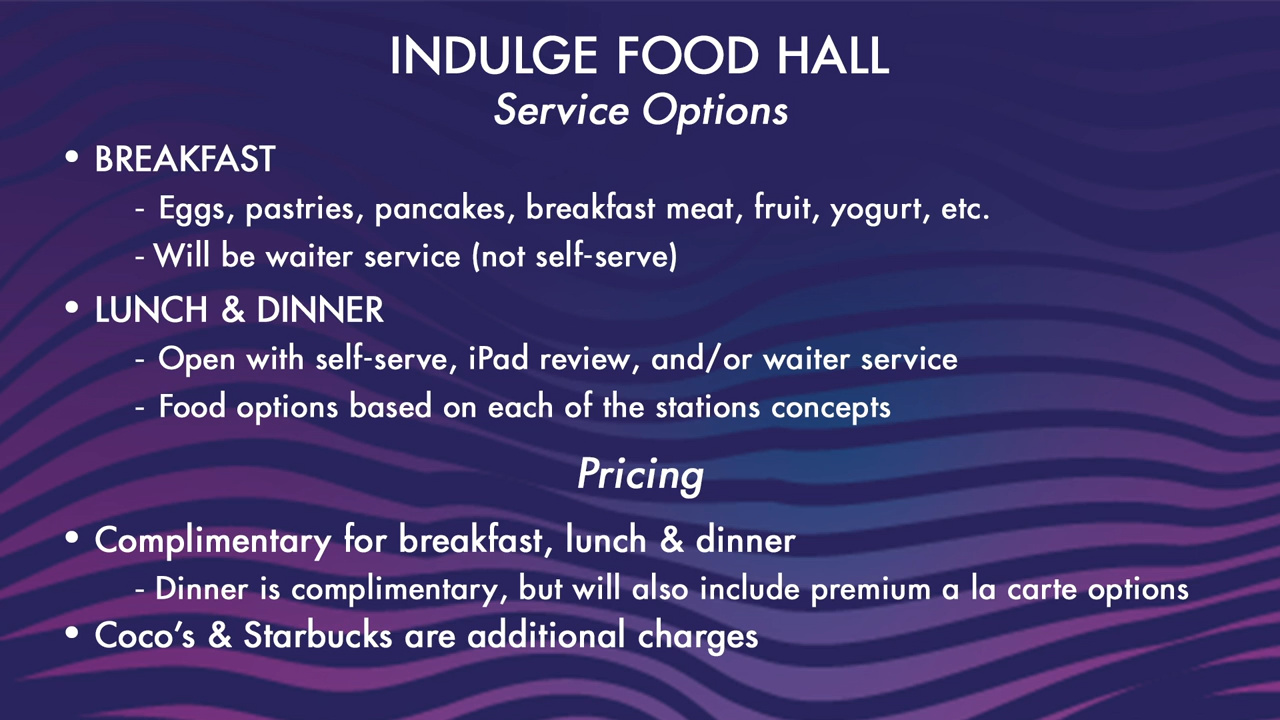 INDULGE FOOD HALL
Service Options
• BREAKFAST
- Eggs, pastries, pancakes, breakfast meat, fruit, yogurt, etc.
- Will be waiter service (not self-serve)
• LUNCH & DINNER
- Open with self-serve, iPad review, and/or waiter service
- Food options based on each of the stations concepts
Pricing
• Complimentary for breakfast, lunch & dinner
- Dinner is complimentary, but will also include premium a la carte options
• Coco’s & Starbucks are additional charges